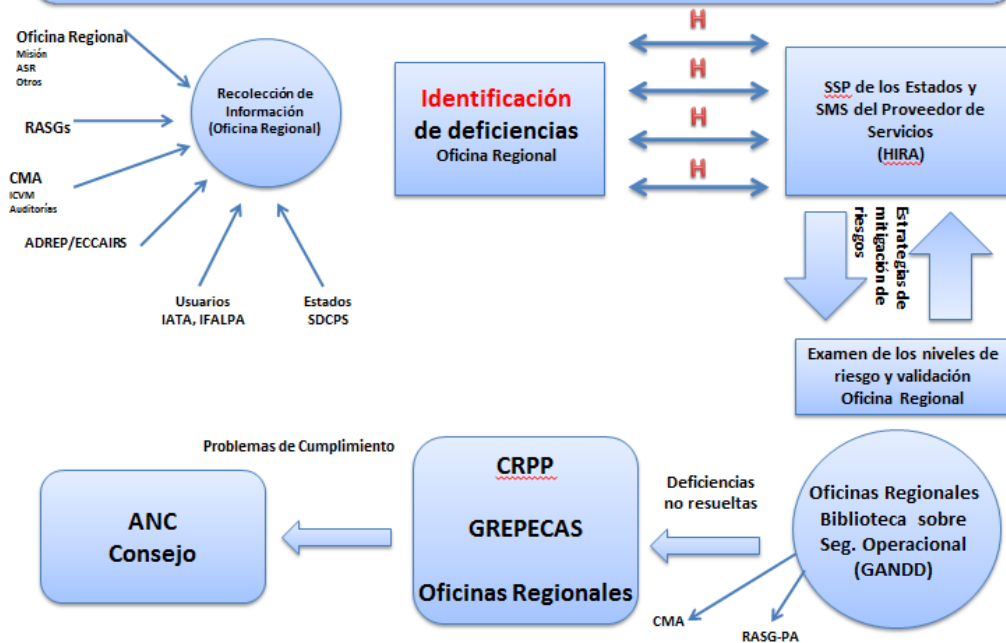 Oficina Regional
Misión
ASR
Otros
RASGs
CMA
ICVM
Auditorías
ADREP/ECCAIRS
Usuarios
IATA, IFALPA
Estados
SDCPS
Recolección de
Información
(Oficina Regional)
Identificación
de deficiencias
Oficina Regional
H
H
H
H
SSP de los Estados y
SMS del Proveedor de
Servicios
(HIRA)
Estrategias de
mitigación de
riesgos
Examen de los niveles de
riesgo y validación
Oficina Regional
Oficinas Regionales
Biblioteca sobre
Seg. Operacional
(GANDD)
CMA
RASG-PA
Deficiencias
no resueltas
CRPP
GREPECAS
Oficinas Regionales
Problemas de Cumplimiento
ANC
Consejo